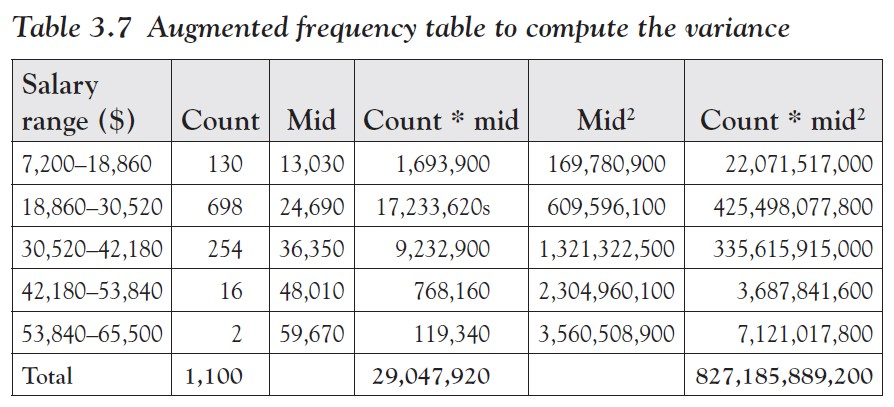 Table 3.7 Augmented frequency table to compute the variance
Salary range ($) Count Mid Count * mid Mid² Count * mid²
7,200–18,860 130 13,030 1,693,900 169,780,900 22,071,517,000
18,860–30,520 698 24,690 17,233,620s 609,596,100 425,498,077,800
30,520–42,180 254 36,350 9,232,900 1,321,322,500 335,615,915,000
42,180–53,840 16 48,010 768,160 2,304,960,100 3,687,841,600
53,840–65,500 2 59,670 119,340 3,560,508,900 7,121,017,800
Total 1,100 29,047,920 827,185,889,200